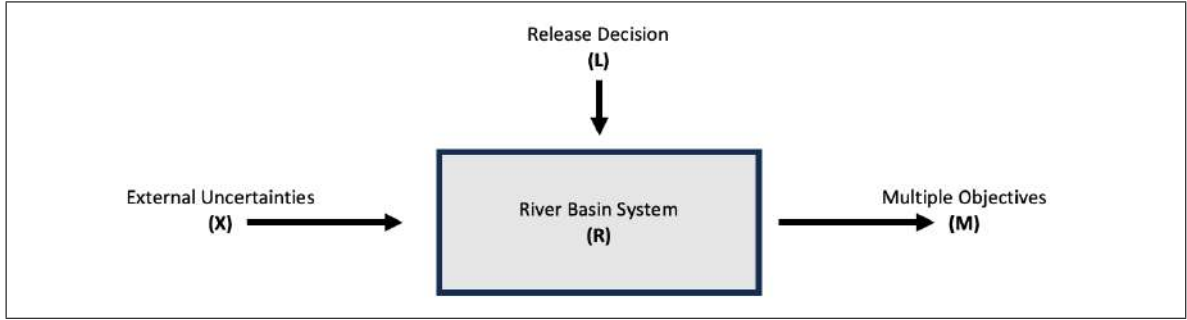 Release Decision
(L)
External Uncertainties
(X)
River Basin System
(R)
Multiple Objectives
(M)